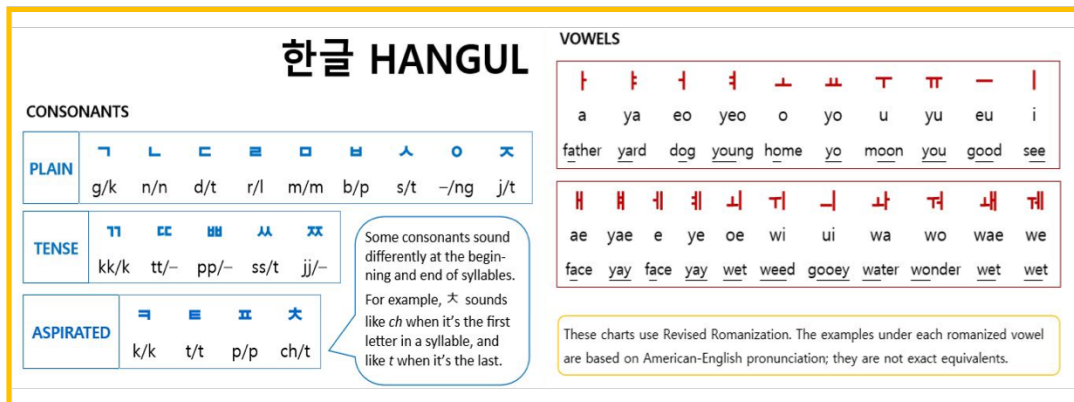 한글 HANGUL
CONSONANTS
PLAIN
ㄱ ㄴ ㄷ ㄹ ㅁ ㅂ ㅅ ㅇ ㅈ
g/k n/n d/t r/l m/m b/p s/t –/ng j/t
TENSE
ㄲ ㄸ ㅃ ㅆ ㅉ
kk/k tt/– pp/– ss/t jj/–
ASPIRATED
ㅋ ㅌ ㅍ ㅊ
k/k t/t p/p ch/t
Some consonants sound
differently at the begin-
ning and end of syllables.
For example, ㅊ sounds
like ch when it's the first
letter in a syllable, and
like t when it's the last.
VOWELS
ㅏ ㅑ ㅓ ㅕ ㅗ ㅛ ㅜ ㅠ ㅡ ㅣ
a ya eo yeo o yo u yu eu i
father yard dog young home yo moon you good see
ㅐ ㅒ ㅔ ㅖ ㅚ ㅟ ㅢ ㅘ ㅝ ㅙ ㅞ
ae yae e ye oe wi ui wa wo wae we
face yay face yay wet weed gooey water wonder wet wet
These charts use Revised Romanization. The examples under each romanized vowel
are based on American-English pronunciation; they are not exact equivalents.